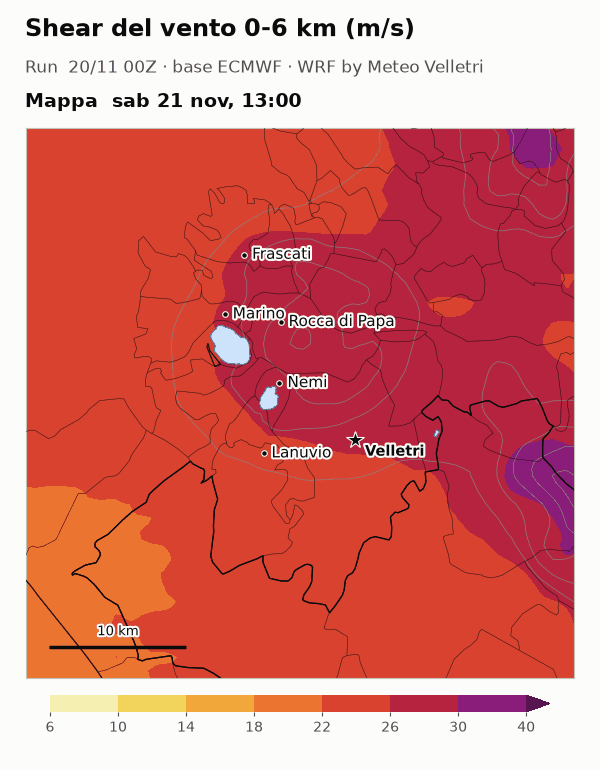 Shear del vento 0-6 km (m/s)
Run  20/11 00Z · base ECMWF · WRF by Meteo Velletri
Mappa  sab 21 nov, 13:00
Frascati
Marino
Rocca di Papa
Nemi
Velletri
Lanuvio
10 km
6 10 14 18 22 26 30 40